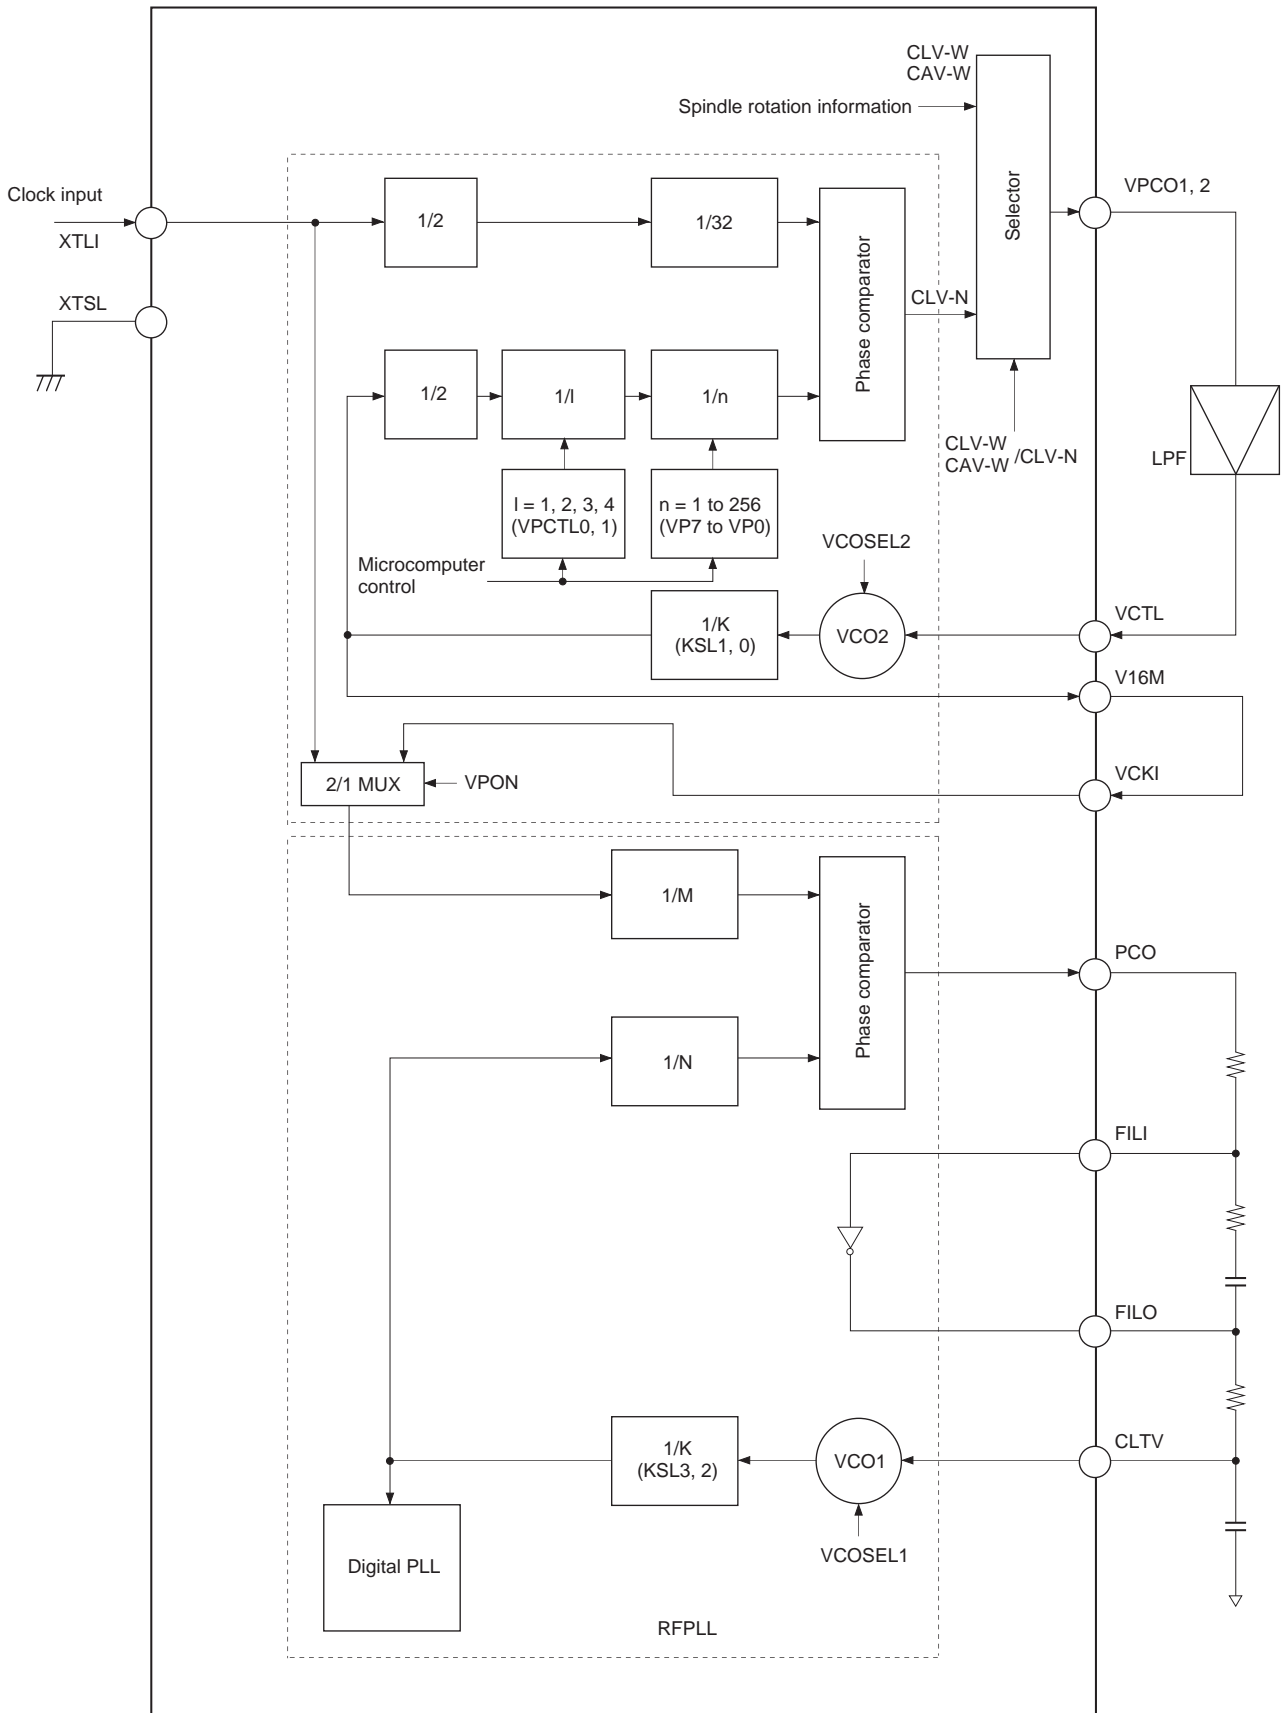 CLV-W
CAV-W
Spindle rotation information
Clock input
XTLI
XTSL
1/2
1/32
Phase comparator
Selector
VPCO1, 2
CLV-N
1/2
1/l
1/n
l = 1, 2, 3, 4
(VPCTL0, 1)
n = 1 to 256
(VP7 to VP0)
CLV-W
CAV-W
/CLV-N
LPF
Microcomputer
control
VCOSEL2
1/K
(KSL1, 0)
VCO2
VCTL
V16M
2/1 MUX
VPON
VCKI
1/M
Phase comparator
PCO
1/N
FILI
FILO
1/K
(KSL3, 2)
VCO1
CLTV
VCOSEL1
Digital PLL
RFPLL